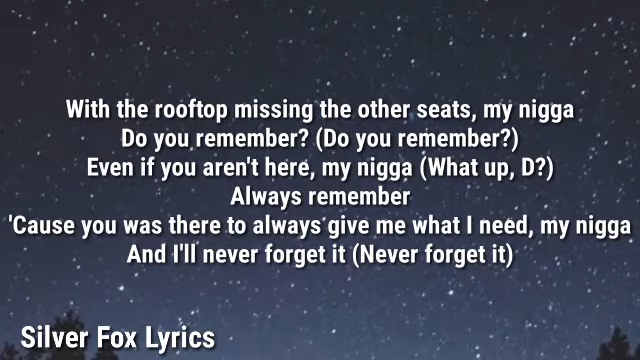 With the rooftop missing the other seats, my nigga
Do you remember? (Do you remember?)
Even if you aren't here, my nigga (What up, D?)
Always remember
'Cause you was there to always give me what I need, my nigga
And I'll never forget it (Never forget it)
Silver Fox Lyrics